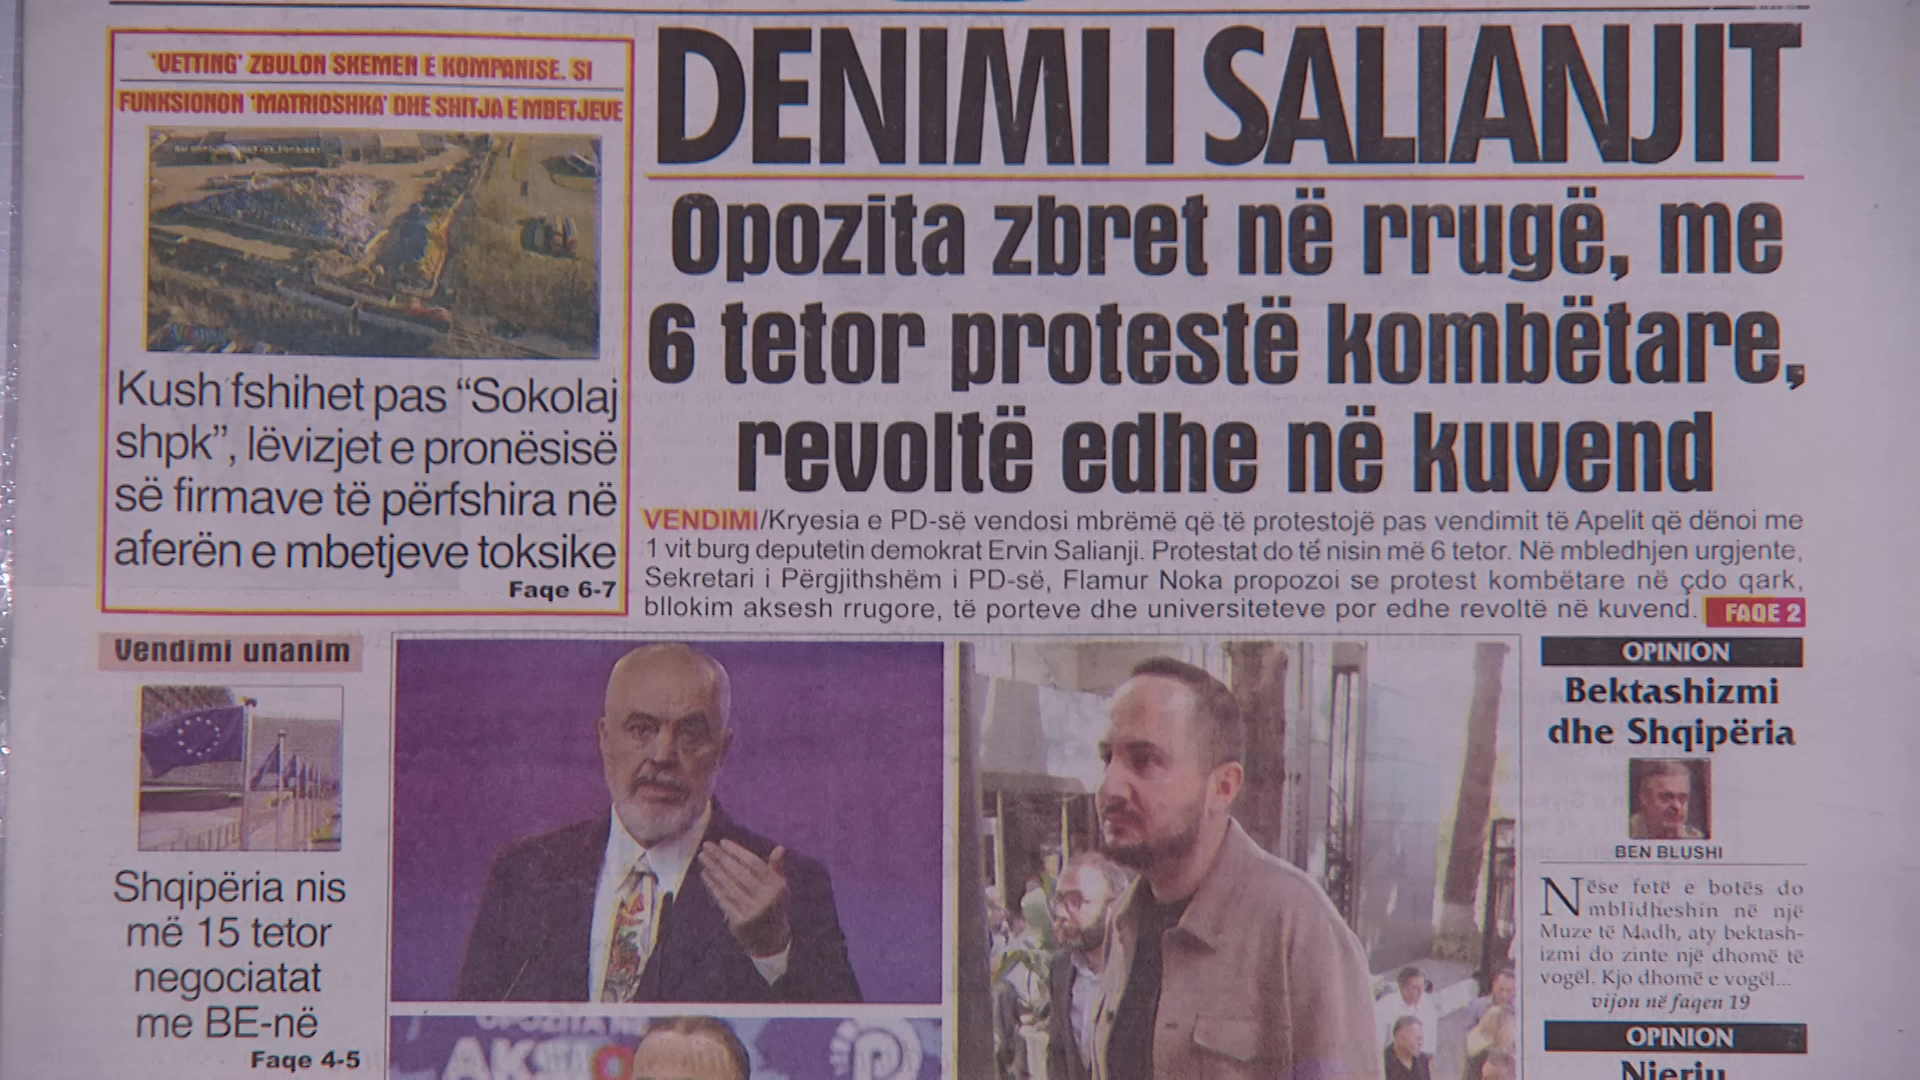 'VETTING' ZBULON SKEMEN E KOMPANISE. SI
FUNKSIONON 'MATRIOSHKA' DHE SHITJA E MBETJEVE
Kush fshihet pas “Sokolaj
shpk”, lëvizjet e pronësisë
së firmave të përfshira në
aferën e mbetjeve toksike
Faqe 6-7
DENIMI I SALIANJIT
Opozita zbret në rrugë, me
6 tetor protestë kombëtare,
revoltë edhe në kuvend
VENDIMI/Kryesia e PD-së vendosi mbrëmë që të protestojë pas vendimit të Apelit që dënoi me
1 vit burg deputetin demokrat Ervin Salianji. Protestat do të nisin më 6 tetor. Në mbledhjen urgjente,
Sekretari i Përgjithshëm i PD-së, Flamur Noka propozoi se protest kombëtare në çdo qark,
bllokim aksesh rrugore, të porteve dhe universiteteve por edhe revoltë në kuvend.
FAQE 2
Vendimi unanim
Shqipëria nis
më 15 tetor
negociatat
me BE-në
Faqe 4-5
OPINION
Bektashizmi
dhe Shqipëria
BEN BLUSHI
Nëse fetë e botës do
mblidheshin në një
Muze të Madh, aty bektash-
izmi do zinte një dhomë të
vogël. Kjo dhomë e vogël...
vijon në faqen 19
OPINION
Njeriu